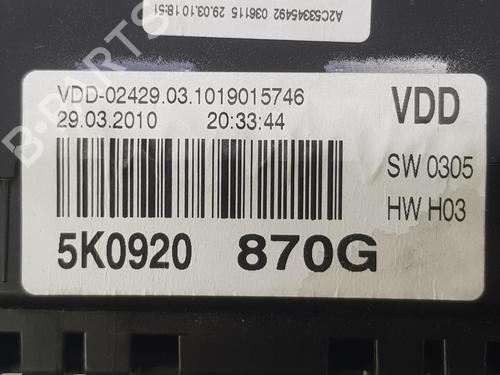 A2C53345492 036115 29.03.10 18:51
VDD-02429.03.1019015746
29.03.2010 20:33:44
VDD
SW 0305
HW H03
5K0920 870G
B-PARTS